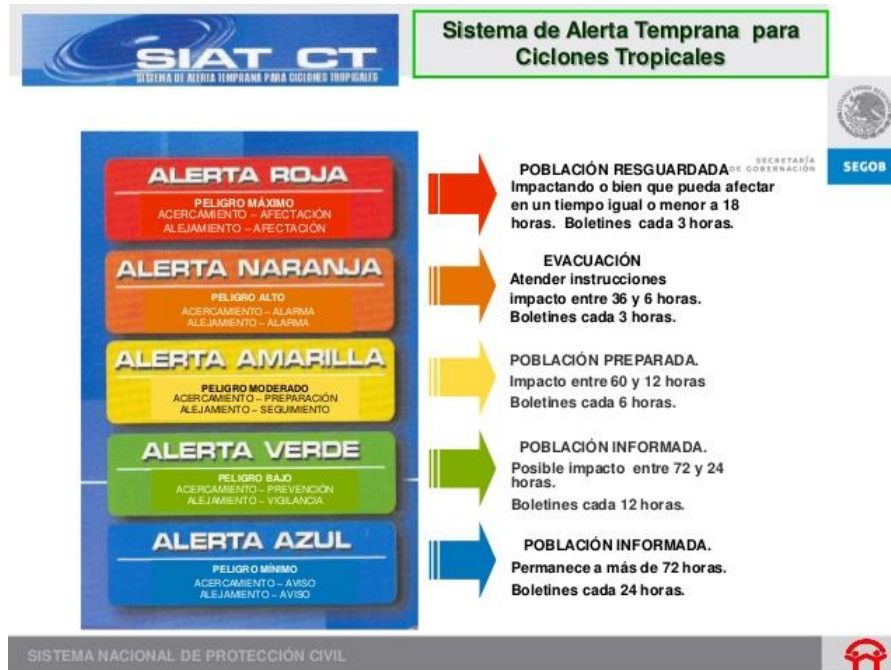 SIAT CT
SISTEMA DE ALERTA TEMPRANA PARA CICLONES TROPICALES
Sistema de Alerta Temprana para
Ciclones Tropicales
SECRETARÍA
DE GOBERNACIÓN
SEGOB
ALERTA ROJA
PELIGRO MÁXIMO
ACERCAMIENTO – AFECTACIÓN
ALEJAMIENTO – AFECTACIÓN
POBLACIÓN RESGUARDADA
Impactando o bien que pueda afectar
en un tiempo igual o menor a 18
horas. Boletines cada 3 horas.
ALERTA NARANJA
PELIGRO ALTO
ACERCAMIENTO – ALARMA
ALEJAMIENTO – ALARMA
EVACUACIÓN
Atender instrucciones
impacto entre 36 y 6 horas.
Boletines cada 3 horas.
ALERTA AMARILLA
PELIGRO MODERADO
ACERCAMIENTO – PREPARACIÓN
ALEJAMIENTO – SEGUIMIENTO
POBLACIÓN PREPARADA.
Impacto entre 60 y 12 horas
Boletines cada 6 horas.
ALERTA VERDE
PELIGRO BAJO
ACERCAMIENTO – PREVENCIÓN
ALEJAMIENTO – VIGILANCIA
POBLACIÓN INFORMADA.
Posible impacto entre 72 y 24
horas.
Boletines cada 12 horas.
ALERTA AZUL
PELIGRO MÍNIMO
ACERCAMIENTO – AVISO
ALEJAMIENTO – AVISO
POBLACIÓN INFORMADA.
Permanece a más de 72 horas.
Boletines cada 24 horas.
SISTEMA NACIONAL DE PROTECCIÓN CIVIL